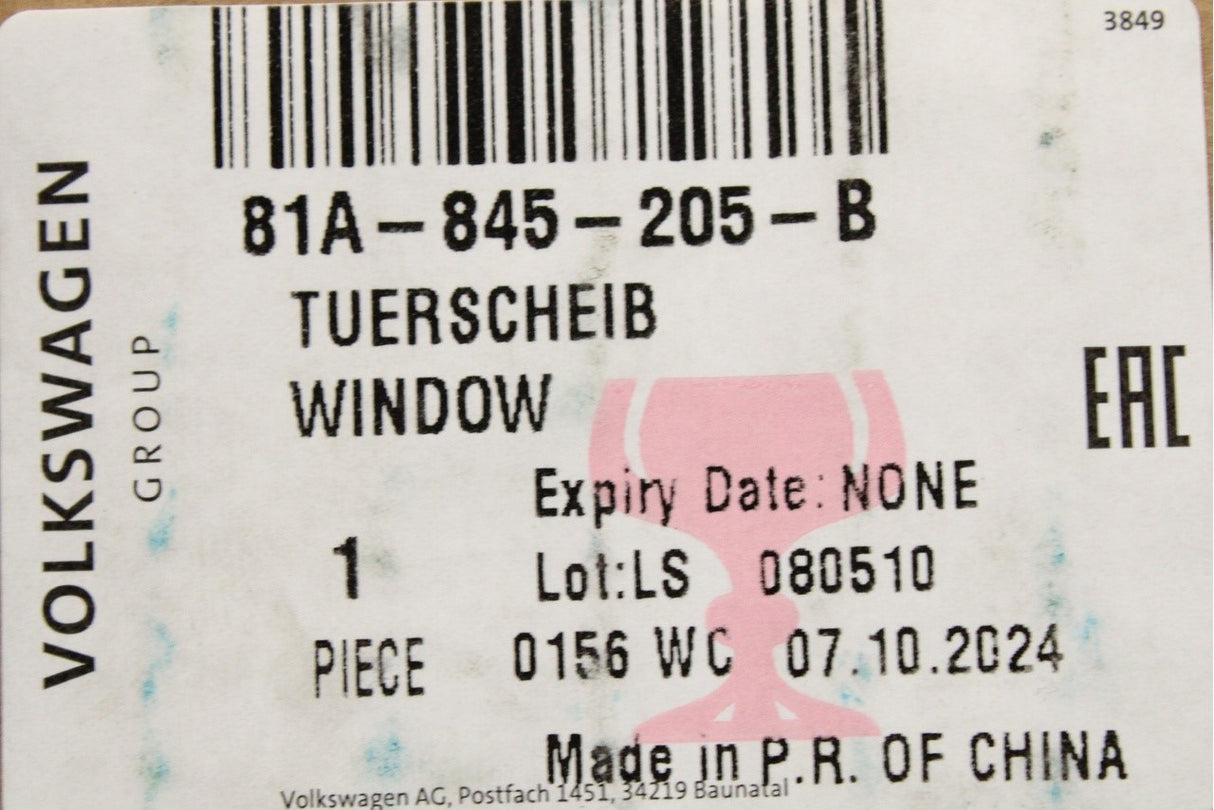 3849
VOLKSWAGEN
GROUP
81A-845-205-B
TUERSCHEIB
WINDOW
EAC
Expiry Date: NONE
1
Lot:LS 080510
PIECE
0156 WC 07.10.2024
Made in P.R. OF CHINA
Volkswagen AG, Postfach 1451, 34219 Baunatal